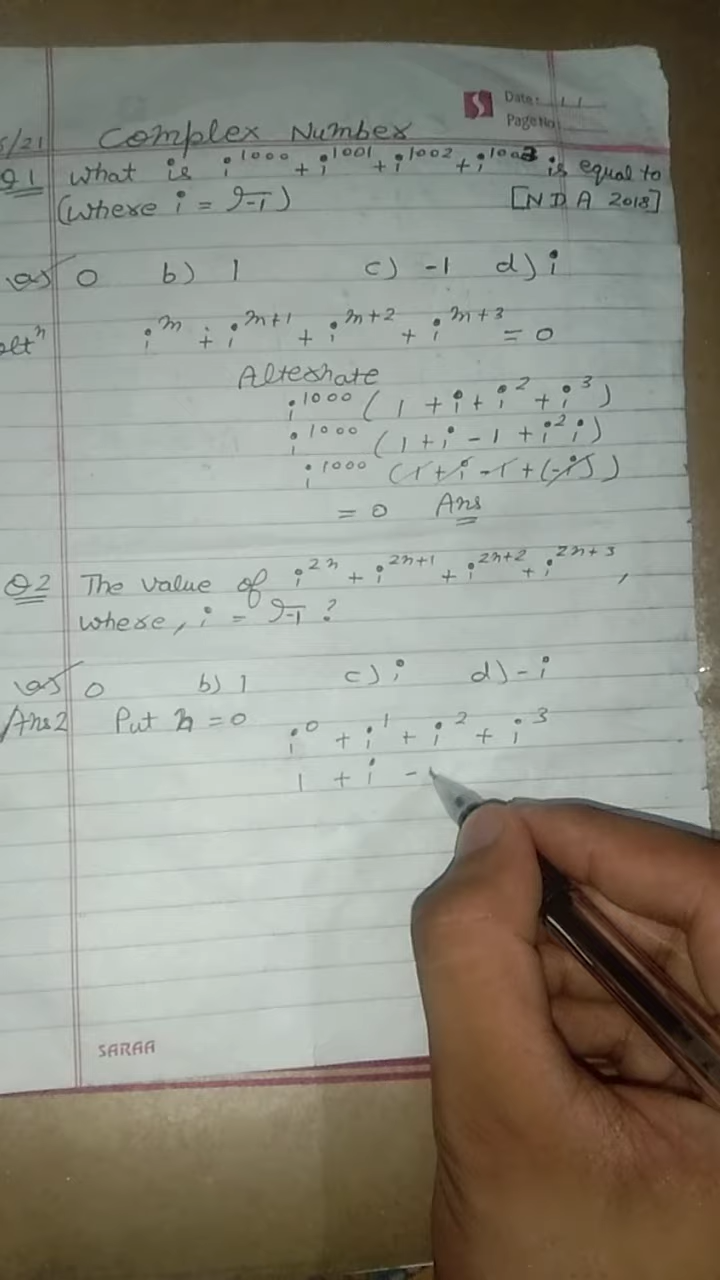 Date: 11
Page No
5/21 Complex Number
Q1 What is i^1000 + i^1001 + i^1002 + i^1003 is equal to
(where i = √-1) [NDA 2018]
a) 0 b) 1 c) -1 d) i
i^n + i^n+1 + i^n+2 + i^n+3 = 0
Alternate
i^1000 (1 + i + i^2 + i^3)
i^1000 (1 + i - 1 + i^2 i)
i^1000 (1 + i - 1 + (-i))
= 0 Ans
Q2 The value of i^2n + i^2n+1 + i^2n+2 + i^2n+3,
where, i = √-1 ?
a) 0 b) 1 c) i d) -i
Ans2 Put n = 0 i^0 + i^1 + i^2 + i^3
1 + i -
SARAA